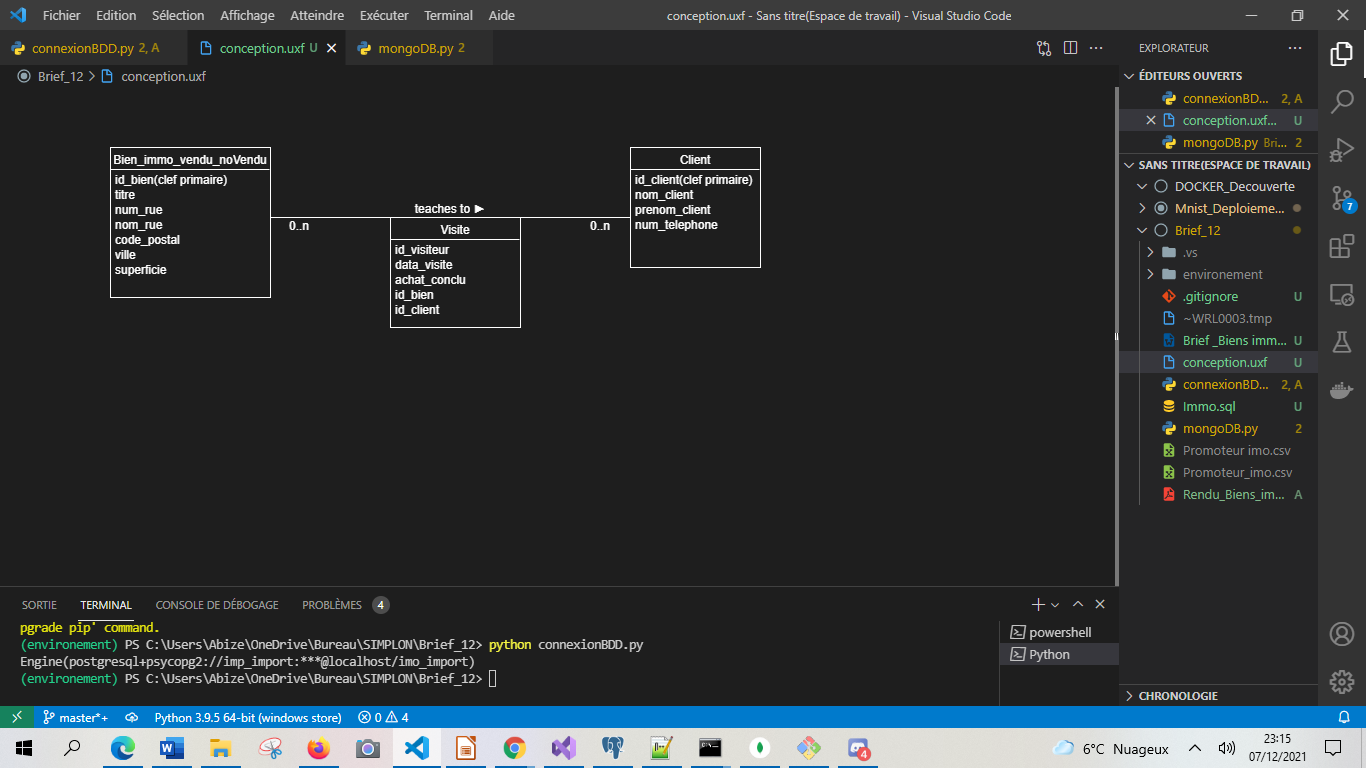 Fichier Edition Sélection Affichage Atteindre Exécuter Terminal Aide
conception.uxf - Sans titre(Espace de travail) - Visual Studio Code
connexionBDD.py 2, A
conception.uxf U
mongoDB.py 2
Brief_12 > conception.uxf
Bien_immo_vendu_noVendu
id_bien(clef primaire)
titre
num_rue
nom_rue
code_postal
ville
superficie
0..n
teaches to ►
Visite
id_visiteur
data_visite
achat_conclu
id_bien
id_client
0..n
Client
id_client(clef primaire)
nom_client
prenom_client
num_telephone
EXPLORATEUR
ÉDITEURS OUVERTS
connexionBD... 2, A
conception.uxf... U
mongoDB.py Bri... 2
SANS TITRE(ESPACE DE TRAVAIL)
DOCKER_Decouverte
Mnist_Deploieme...
Brief_12
.vs
environement
.gitignore U
~WRL0003.tmp
Brief _Biens imm... U
conception.uxf U
connexionBD... 2, A
Immo.sql U
mongoDB.py 2
Promoteur imo.csv
Promoteur_imo.csv
Rendu_Biens_im... A
CHRONOLOGIE
7
SORTIE TERMINAL CONSOLE DE DÉBOGAGE PROBLÈMES 4
pgrade pip' command.
(environement) PS C:\Users\Abize\OneDrive\Bureau\SIMPLON\Brief_12> python connexionBDD.py
Engine(postgresql+psycopg2://imp_import:***@localhost/imo_import)
(environement) PS C:\Users\Abize\OneDrive\Bureau\SIMPLON\Brief_12>
powershell
Python
master*+ Python 3.9.5 64-bit (windows store) 0 4
4
6°C Nuageux
23:15
07/12/2021